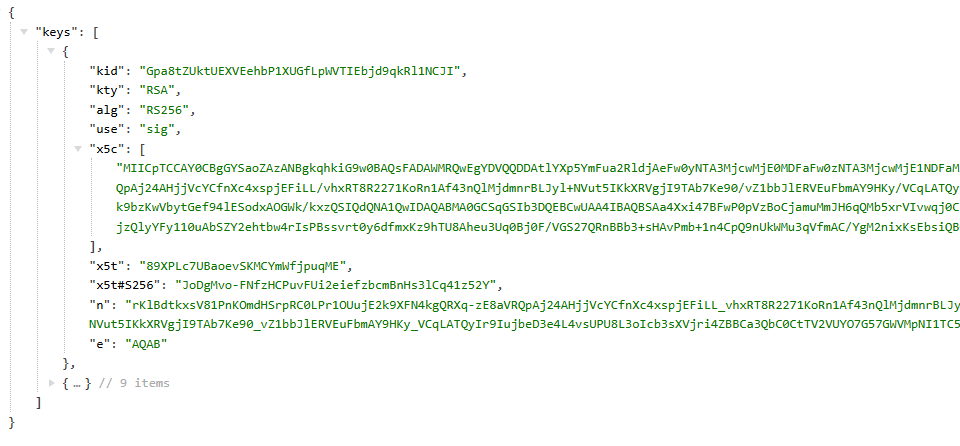 {
"keys": [
{
"kid": "Gpa8tZUktUEXVEehbP1XUGfLpWVTIEbjd9qkRl1NCJI",
"kty": "RSA",
"alg": "RS256",
"use": "sig",
"x5c": [
"MIICpTCCAY0CBgGYSaoZAzANBgkqhkiG9w0BAQsFADAWMRQwEgYDVQQDDAtlYXp5YmFua2RldjAeFw0yNTA3MjcwMjE0MDFaFw0zNTA3MjcwMjE1NDFaM
QpAj24AHjjVcYCfnXc4xspjEFiLL/vhxRT8R2271KoRn1Af43nQlMjdmnrBLJyl+NVut5IKkXRVgjI9TAb7Ke90/vZ1bbJlERVEuFbmAY9HKy/VCqLATQy
k9bzKwVbytGef94lESodxAOGWk/kxzQSIQdQNA1QwIDAQABMA0GCSqGSIb3DQEBCwUAA4IBAQBSAa4Xxi47BFwP0pVzBoCjamuMmJH6qMb5xrVIvwqj0C
jzQlyYFy110uAbSZY2ehtbw4rIsPBssvrt0y6dfmxKz9hTU8Aheu3Uq0Bj0F/VGS27QRnBBb3+sHAvPmb+1n4CpQ9nUkWMu3qVfmAC/YgM2nixKsEbsiQB
],
"x5t": "89XPLc7UBaoevSKMCYmWfjpuqME",
"x5t#S256": "JoDgMvo-FNfzHCPuvFUi2eiefzbcmBnHs3lCq41z52Y",
"n": "rKlBdtkxsV81PnKOmdHSrpRC0LPr1OUujE2k9XFN4kgQRXq-zE8aVRQpAj24AHjjVcYCfnXc4xspjEFiLL_vhxRT8R2271KoRn1Af43nQlMjdmnrBLJy
NVut5IKkXRVgjI9TAb7Ke90_vZ1bbJlERVEuFbmAY9HKy_VCqLATQyIr9IujbeD3e4L4vsUPU8L3oIcb3sXVjri4ZBBCa3QbC0CtTV2VUYO7G57GWVMpNI1TC5
"e": "AQAB"
},
{ … } // 9 items
]
}